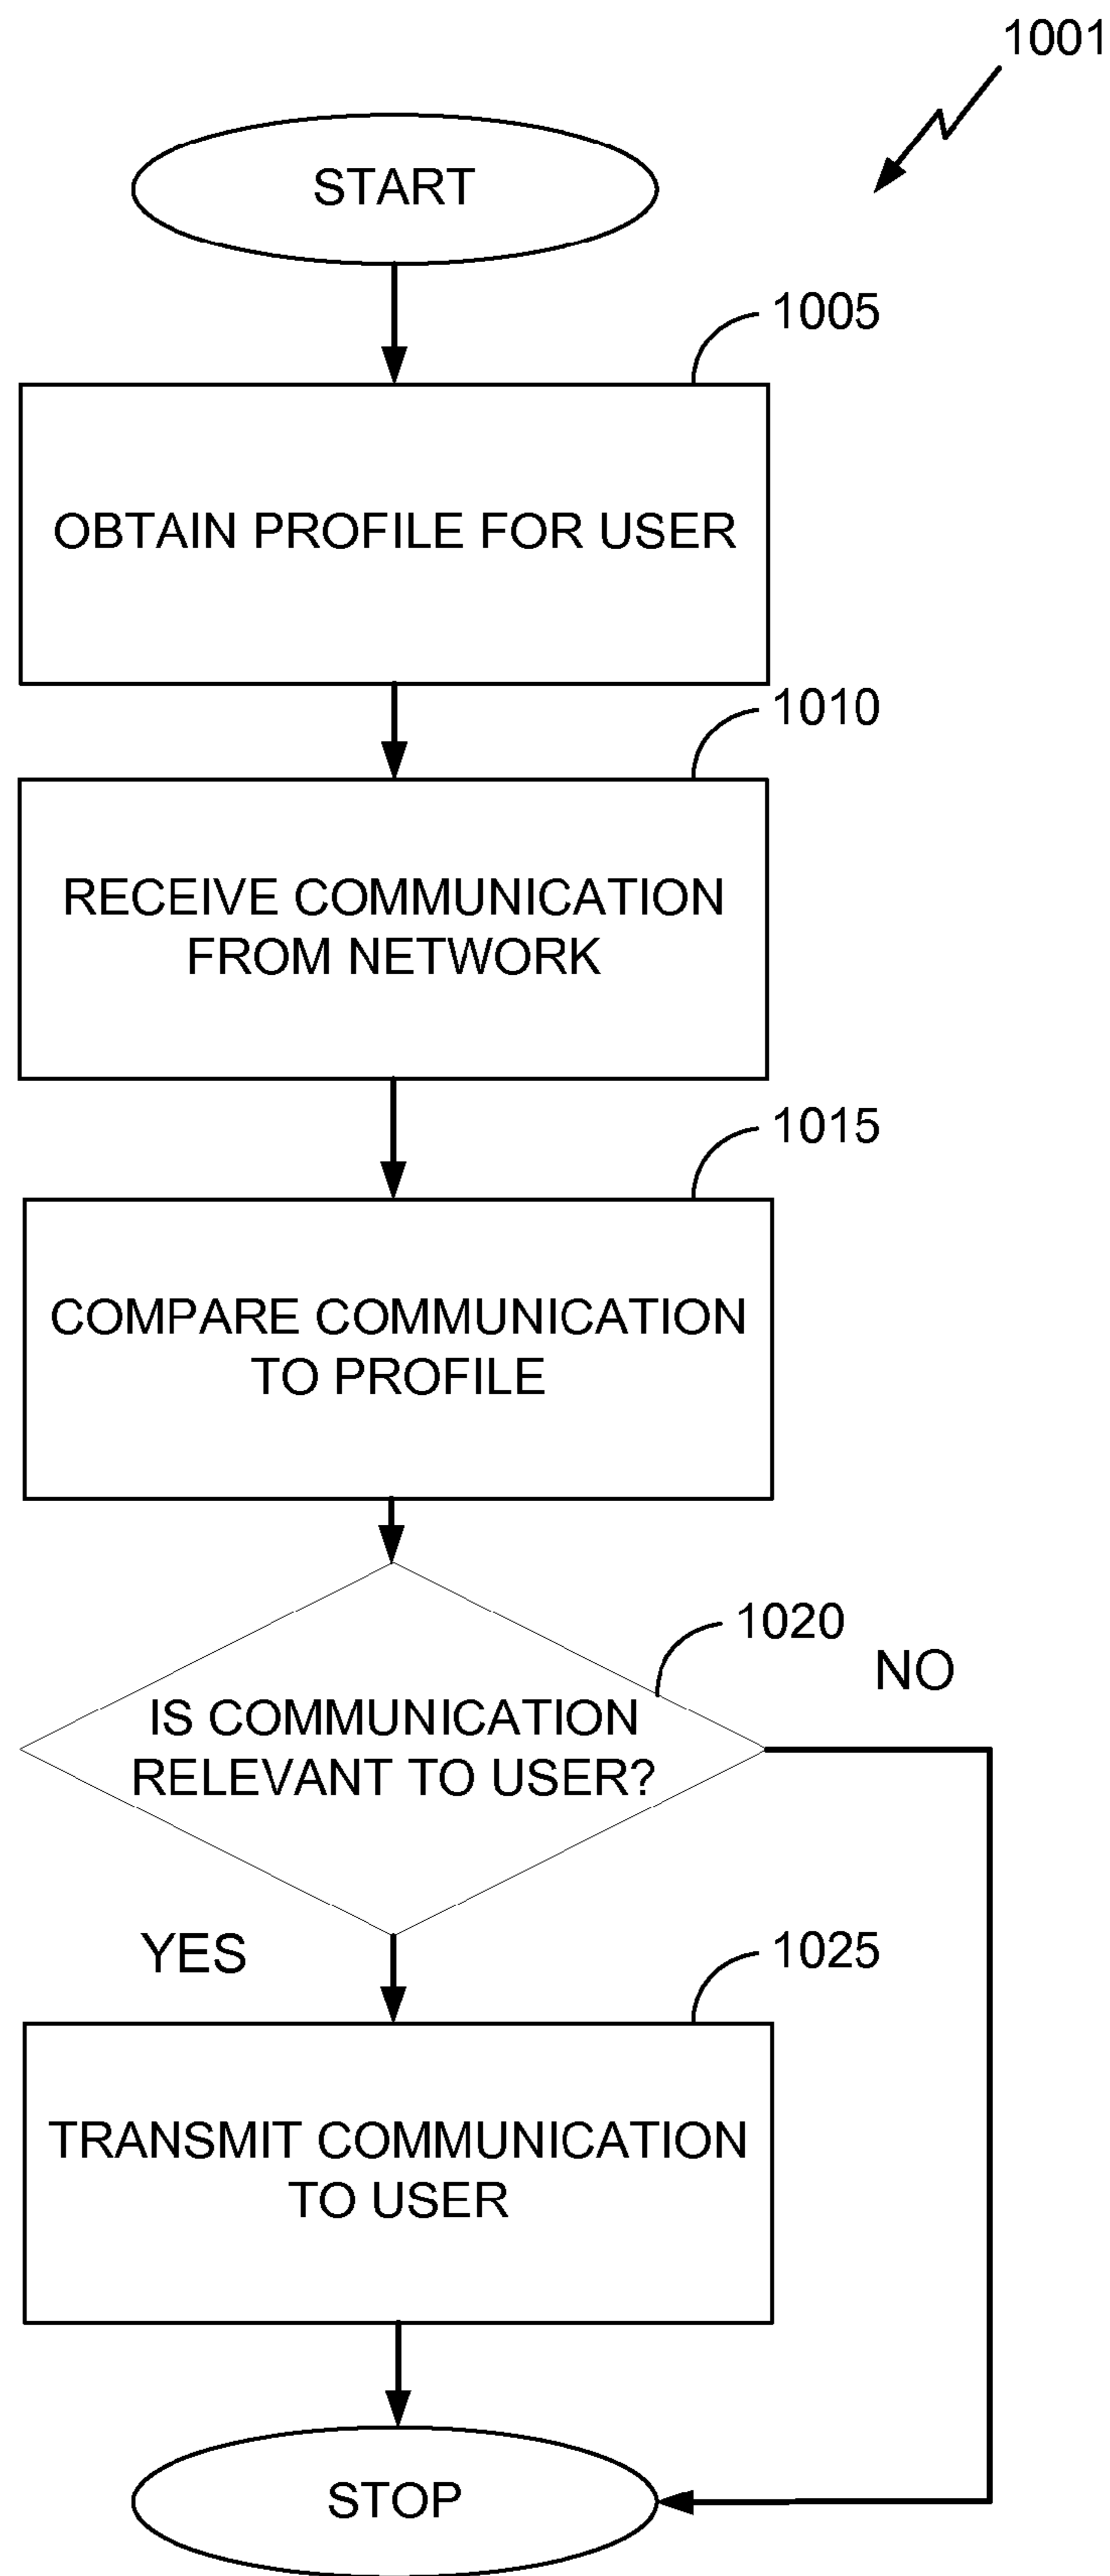 1001
START
1005
OBTAIN PROFILE FOR USER
1010
RECEIVE COMMUNICATION
FROM NETWORK
1015
COMPARE COMMUNICATION
TO PROFILE
1020
NO
IS COMMUNICATION
RELEVANT TO USER?
YES
1025
TRANSMIT COMMUNICATION
TO USER
STOP